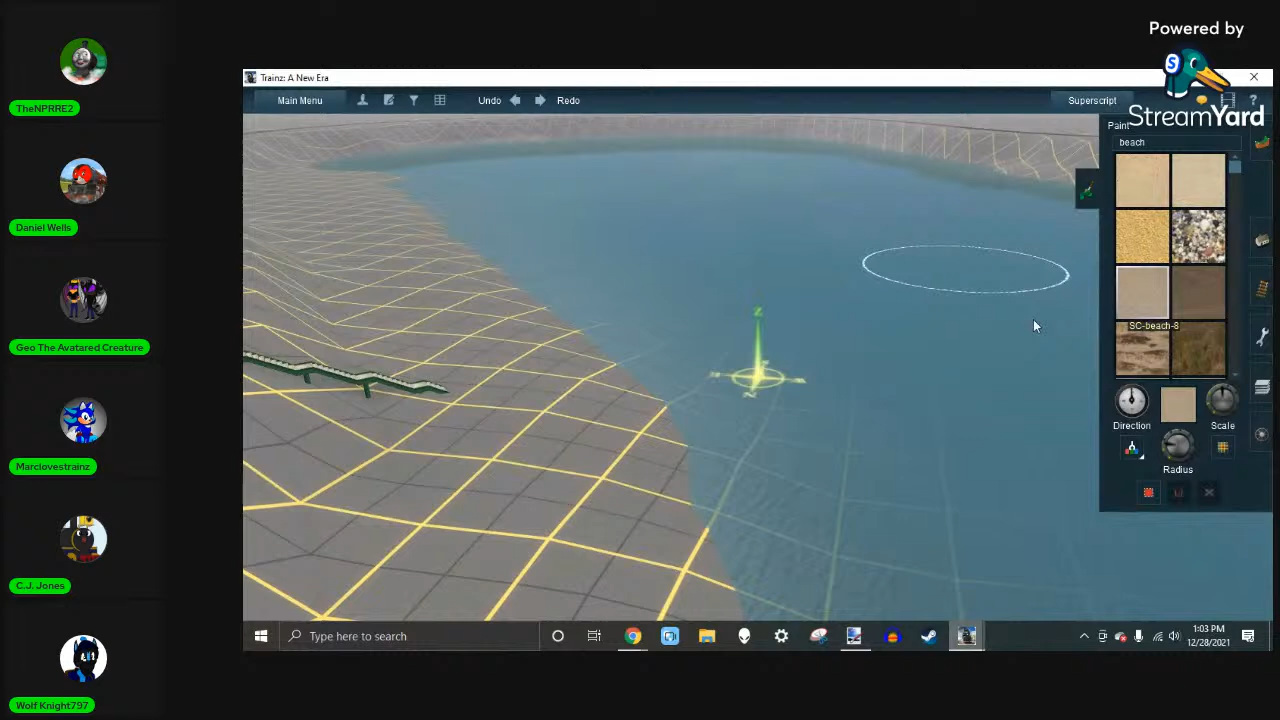 Powered by
S
StreamYard
TheNPRRE2
Daniel Wells
Geo The Avatared Creature
Marclovestrainz
C.J. Jones
Wolf Knight797
Trainz: A New Era
Main Menu
Undo
Redo
Superscript
?
Paint
beach
SC-beach-8
Direction
Scale
Radius
Z
N
Type here to search
1:03 PM
12/28/2021